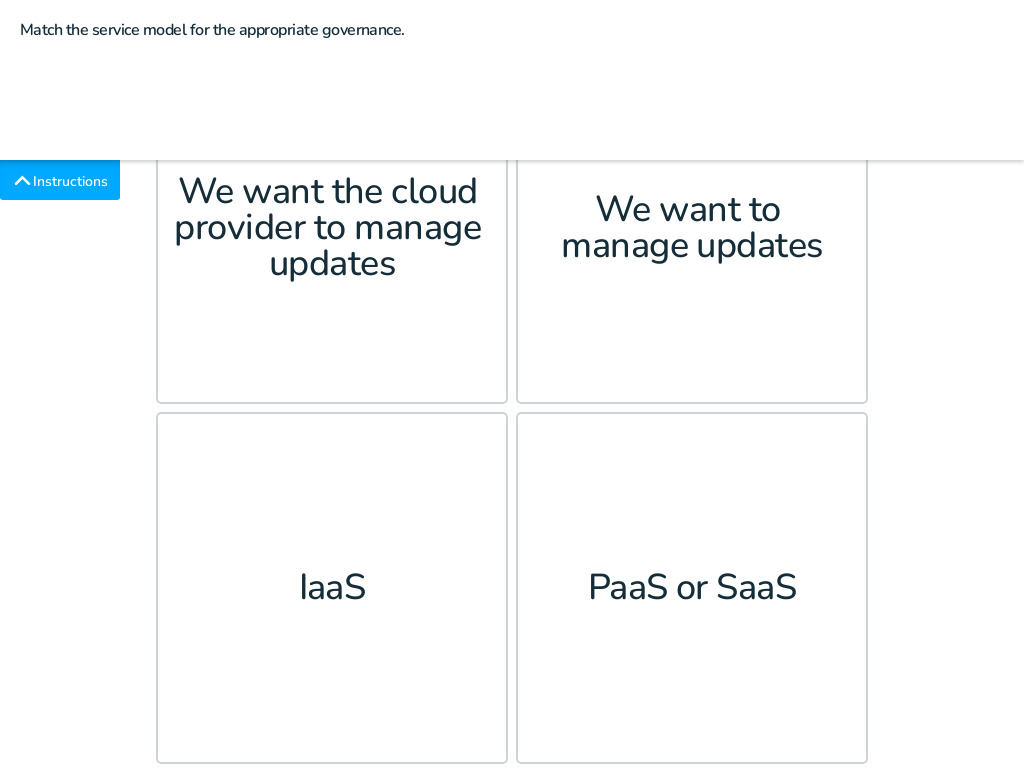 Match the service model for the appropriate governance.
Instructions
We want the cloud
provider to manage
updates
We want to
manage updates
IaaS
PaaS or SaaS